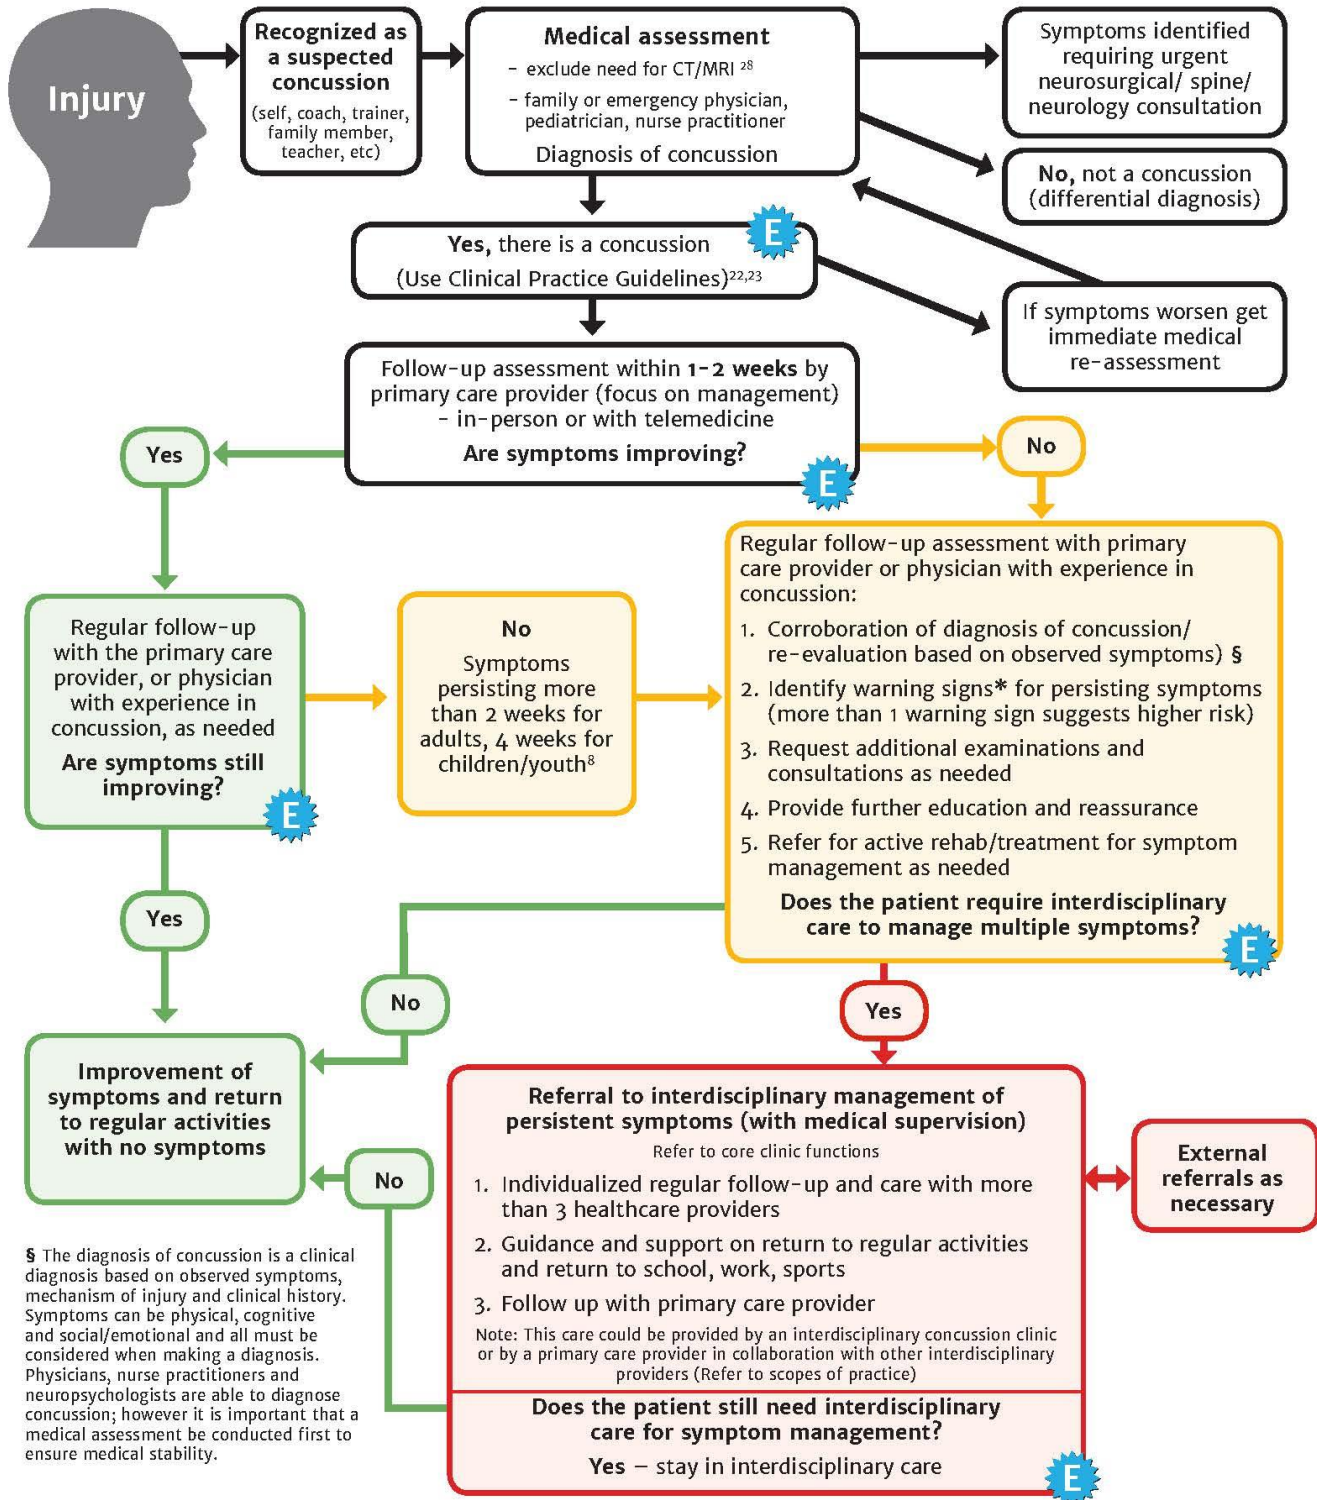 Injury
Recognized as
a suspected
concussion
(self, coach, trainer,
family member,
teacher, etc)
Medical assessment
- exclude need for CT/MRI 28
- family or emergency physician,
pediatrician, nurse practitioner
Diagnosis of concussion
Symptoms identified
requiring urgent
neurosurgical/ spine/
neurology consultation
No, not a concussion
(differential diagnosis)
E
Yes, there is a concussion
(Use Clinical Practice Guidelines)22,23
If symptoms worsen get
immediate medical
re-assessment
Follow-up assessment within 1-2 weeks by
primary care provider (focus on management)
- in-person or with telemedicine
Are symptoms improving?
E
Yes
No
Regular follow-up
with the primary care
provider, or physician
with experience in
concussion, as needed
Are symptoms still
improving?
E
No
Symptoms
persisting more
than 2 weeks for
adults, 4 weeks for
children/youth8
Regular follow-up assessment with primary
care provider or physician with experience in
concussion:
1. Corroboration of diagnosis of concussion/
re-evaluation based on observed symptoms) §
2. Identify warning signs* for persisting symptoms
(more than 1 warning sign suggests higher risk)
3. Request additional examinations and
consultations as needed
4. Provide further education and reassurance
5. Refer for active rehab/treatment for symptom
management as needed
Does the patient require interdisciplinary
care to manage multiple symptoms?
E
Yes
No
Yes
Improvement of
symptoms and return
to regular activities
with no symptoms
Referral to interdisciplinary management of
persistent symptoms (with medical supervision)
Refer to core clinic functions
1. Individualized regular follow-up and care with more
than 3 healthcare providers
2. Guidance and support on return to regular activities
and return to school, work, sports
3. Follow up with primary care provider
Note: This care could be provided by an interdisciplinary concussion clinic
or by a primary care provider in collaboration with other interdisciplinary
providers (Refer to scopes of practice)
Does the patient still need interdisciplinary
care for symptom management?
Yes – stay in interdisciplinary care
E
External
referrals as
necessary
No
§ The diagnosis of concussion is a clinical
diagnosis based on observed symptoms,
mechanism of injury and clinical history.
Symptoms can be physical, cognitive
and social/emotional and all must be
considered when making a diagnosis.
Physicians, nurse practitioners and
neuropsychologists are able to diagnose
concussion; however it is important that a
medical assessment be conducted first to
ensure medical stability.